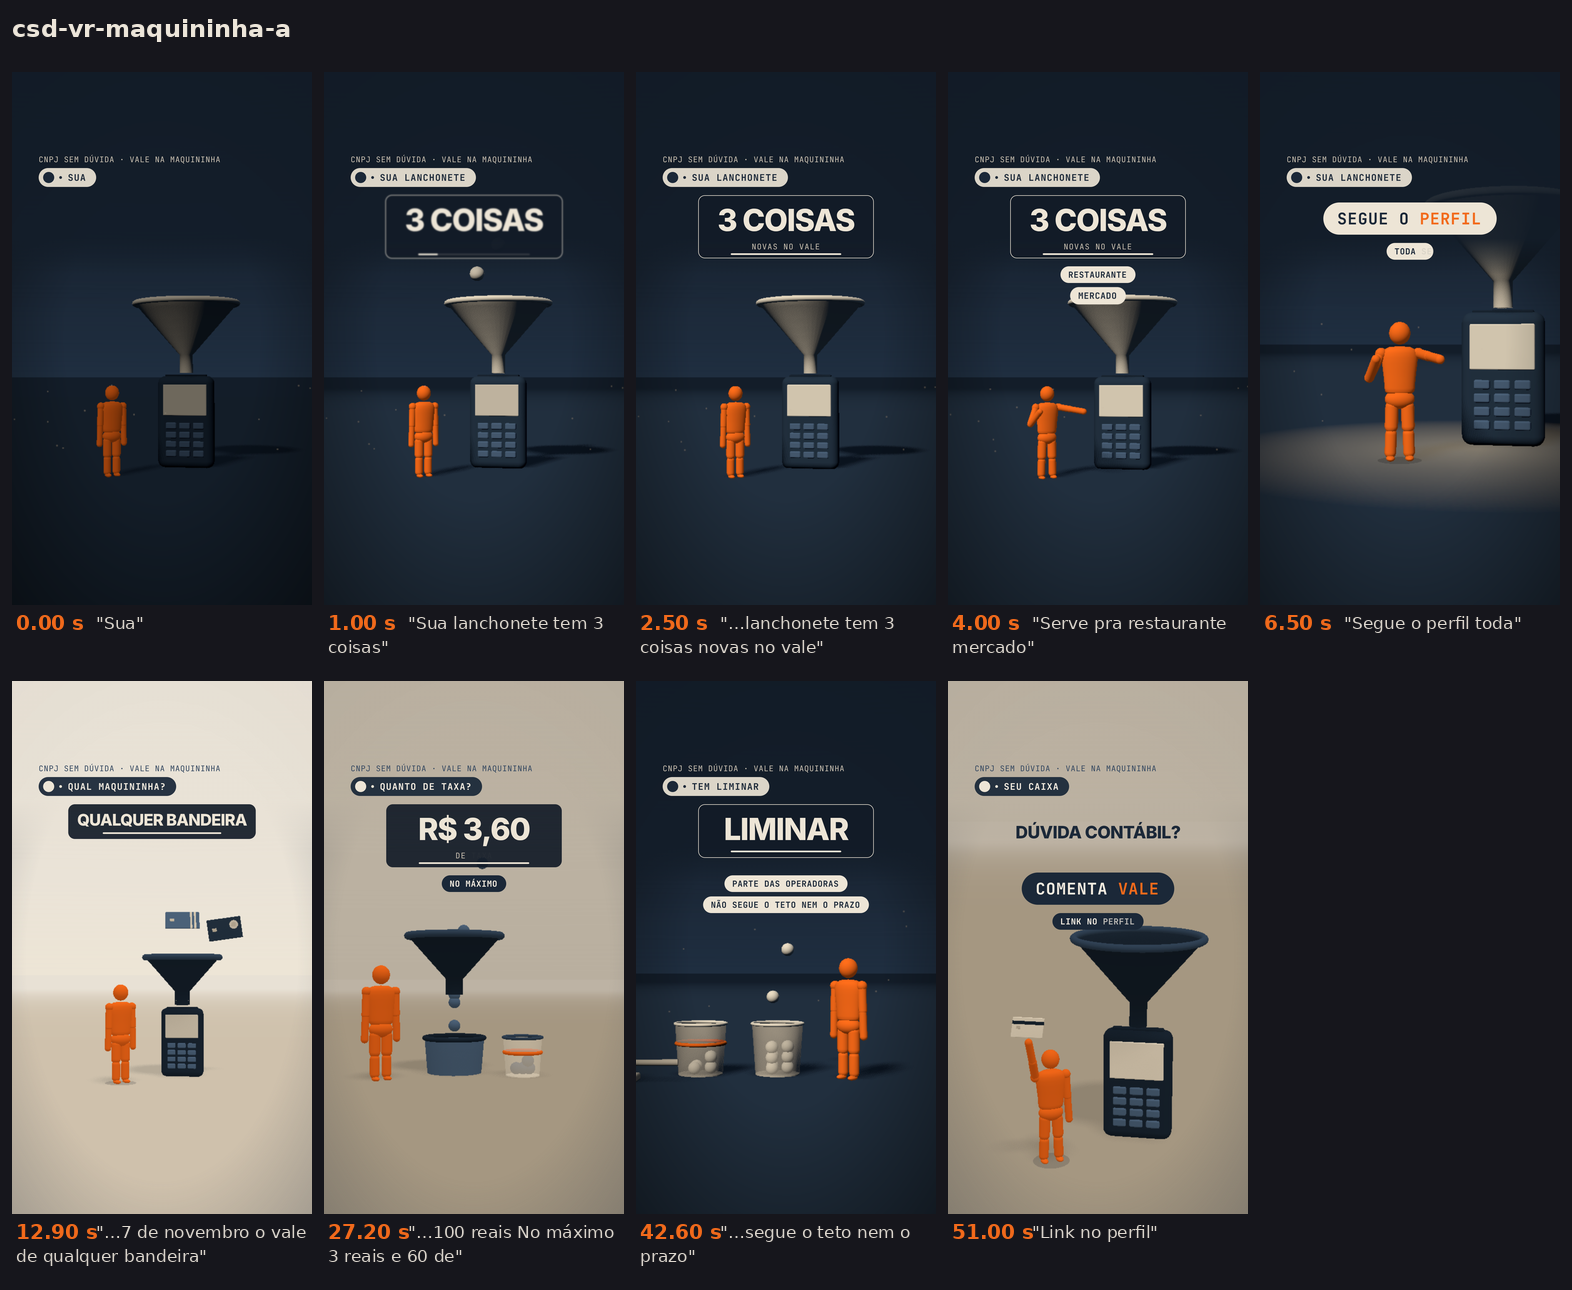 csd-vr-maquininha-a
CNPJ SEM DÚVIDA · VALE NA MAQUININHA
• SUA
0.00 s "Sua"
CNPJ SEM DÚVIDA · VALE NA MAQUININHA
• SUA LANCHONETE
3 COISAS
1.00 s "Sua lanchonete tem 3
coisas"
CNPJ SEM DÚVIDA · VALE NA MAQUININHA
• SUA LANCHONETE
3 COISAS
NOVAS NO VALE
2.50 s "...lanchonete tem 3
coisas novas no vale"
CNPJ SEM DÚVIDA · VALE NA MAQUININHA
• SUA LANCHONETE
3 COISAS
NOVAS NO VALE
RESTAURANTE
MERCADO
4.00 s "Serve pra restaurante
mercado"
CNPJ SEM DÚVIDA · VALE NA MAQUININHA
• SUA LANCHONETE
SEGUE O PERFIL
TODA
6.50 s "Segue o perfil toda"
CNPJ SEM DÚVIDA · VALE NA MAQUININHA
• QUAL MAQUININHA?
QUALQUER BANDEIRA
12.90 s "...7 de novembro o vale
de qualquer bandeira"
CNPJ SEM DÚVIDA · VALE NA MAQUININHA
• QUANTO DE TAXA?
R$ 3,60
DE
NO MÁXIMO
27.20 s "...100 reais No máximo
3 reais e 60 de"
CNPJ SEM DÚVIDA · VALE NA MAQUININHA
• TEM LIMINAR
LIMINAR
PARTE DAS OPERADORAS
NÃO SEGUE O TETO NEM O PRAZO
42.60 s "...segue o teto nem o
prazo"
CNPJ SEM DÚVIDA · VALE NA MAQUININHA
• SEU CAIXA
DÚVIDA CONTÁBIL?
COMENTA VALE
LINK NO PERFIL
51.00 s "Link no perfil"